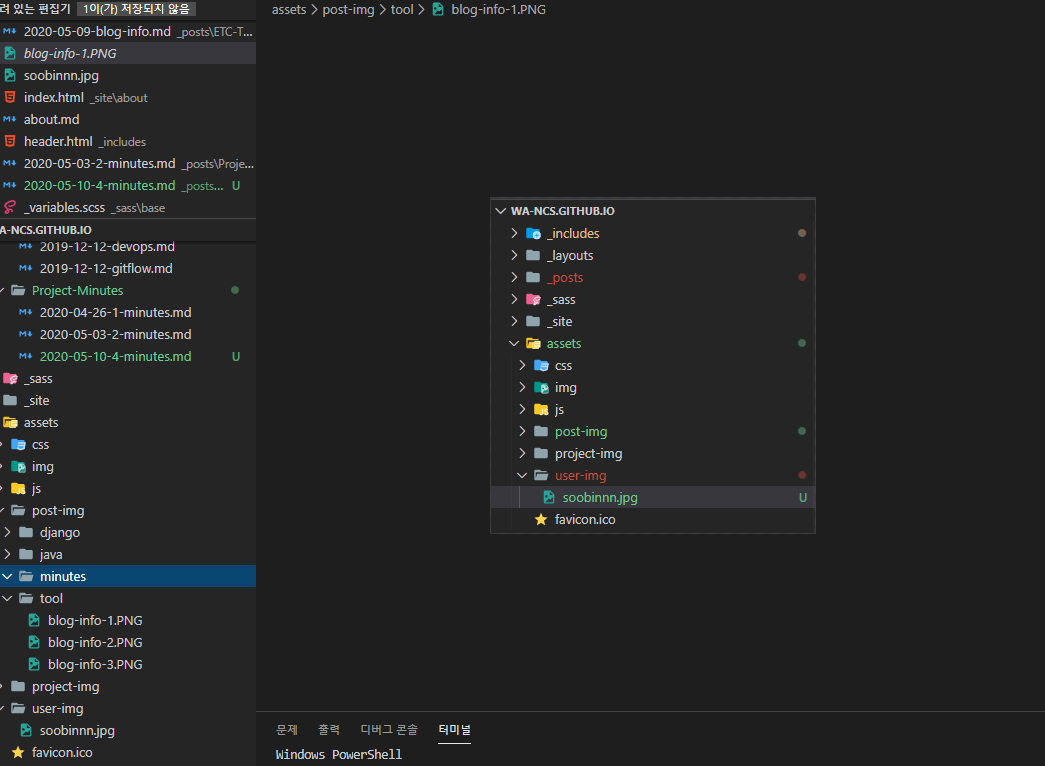 려 있는 편집기 1이(가) 저장되지 않음
2020-05-09-blog-info.md _posts\ETC-T...
blog-info-1.PNG
soobinnn.jpg
index.html _site\about
about.md
header.html _includes
2020-05-03-2-minutes.md _posts\Proje...
2020-05-10-4-minutes.md _posts... U
_variables.scss _sass\base
A-NCS.GITHUB.IO
2019-12-12-devops.md
2019-12-12-gitflow.md
Project-Minutes
2020-04-26-1-minutes.md
2020-05-03-2-minutes.md
2020-05-10-4-minutes.md U
_sass
_site
assets
css
img
js
post-img
django
java
minutes
tool
blog-info-1.PNG
blog-info-2.PNG
blog-info-3.PNG
project-img
user-img
soobinnn.jpg
favicon.ico
assets > post-img > tool > blog-info-1.PNG
WA-NCS.GITHUB.IO
_includes
_layouts
_posts
_sass
_site
assets
css
img
js
post-img
project-img
user-img
soobinnn.jpg U
favicon.ico
문제 출력 디버그 콘솔 터미널
Windows PowerShell